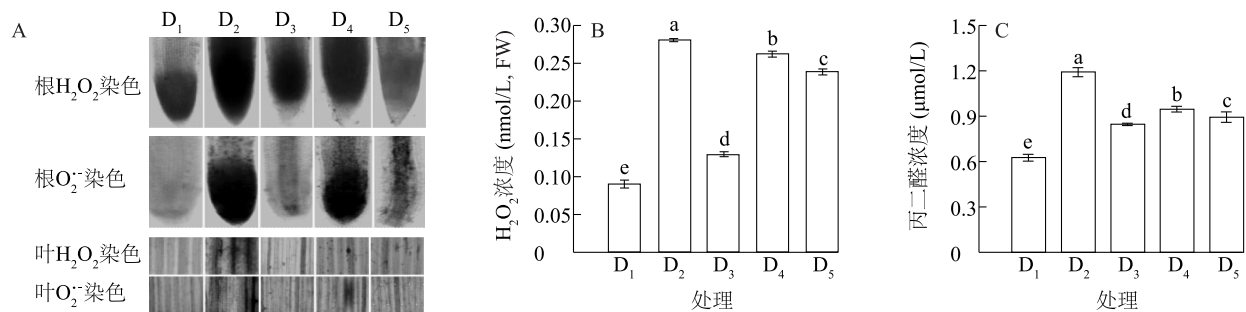 A
D₁ D₂ D₃ D₄ D₅
根H₂O₂染色
根O₂·⁻染色
叶H₂O₂染色
叶O₂·⁻染色
B
H₂O₂浓度 (nmol/L, FW)
0.30
0.25
0.20
0.15
0.10
0.05
0
e a d b c
D₁ D₂ D₃ D₄ D₅
处理
C
丙二醛浓度 (μmol/L)
1.5
1.2
0.9
0.6
0.3
0
e a d b c
D₁ D₂ D₃ D₄ D₅
处理